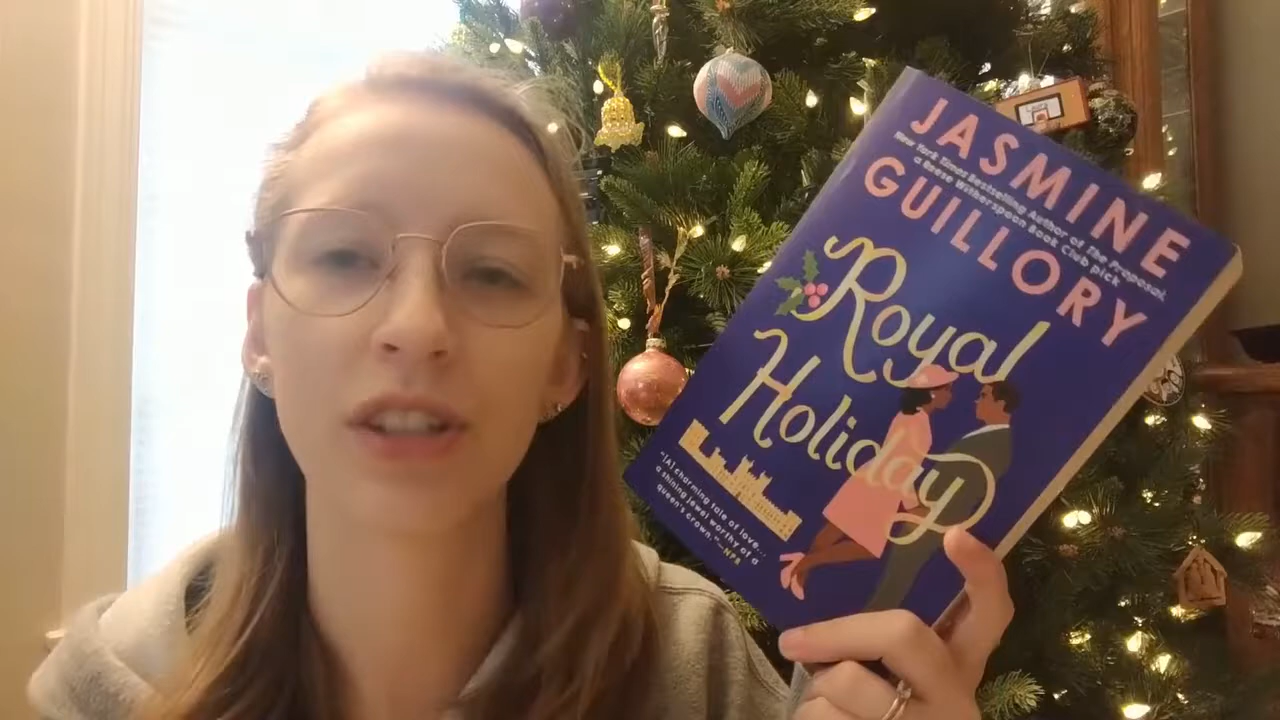 JASMINE
New York Times Bestselling Author of The Proposal,
a Reese Witherspoon Book Club pick
GUILLORY
Royal
Holiday
"[A] charming tale of love...
a shining jewel worthy of a
queen's crown." —NPR